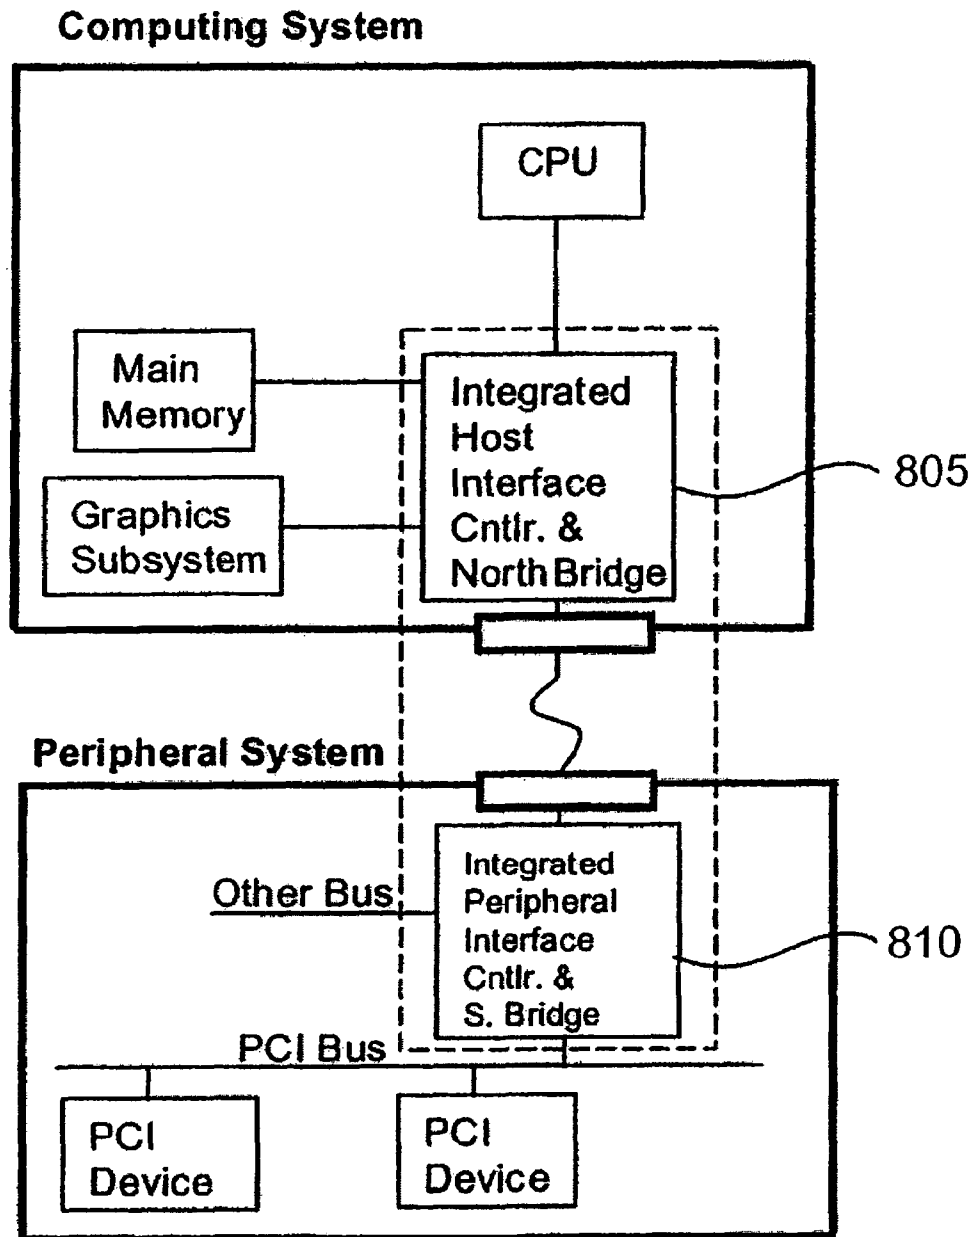 Computing System
CPU
Main
Memory
Graphics
Subsystem
Integrated
Host
Interface
Cntlr. &
North Bridge
805
Peripheral System
Other Bus
Integrated
Peripheral
Interface
Cntlr. &
S. Bridge
810
PCI Bus
PCI
Device
PCI
Device